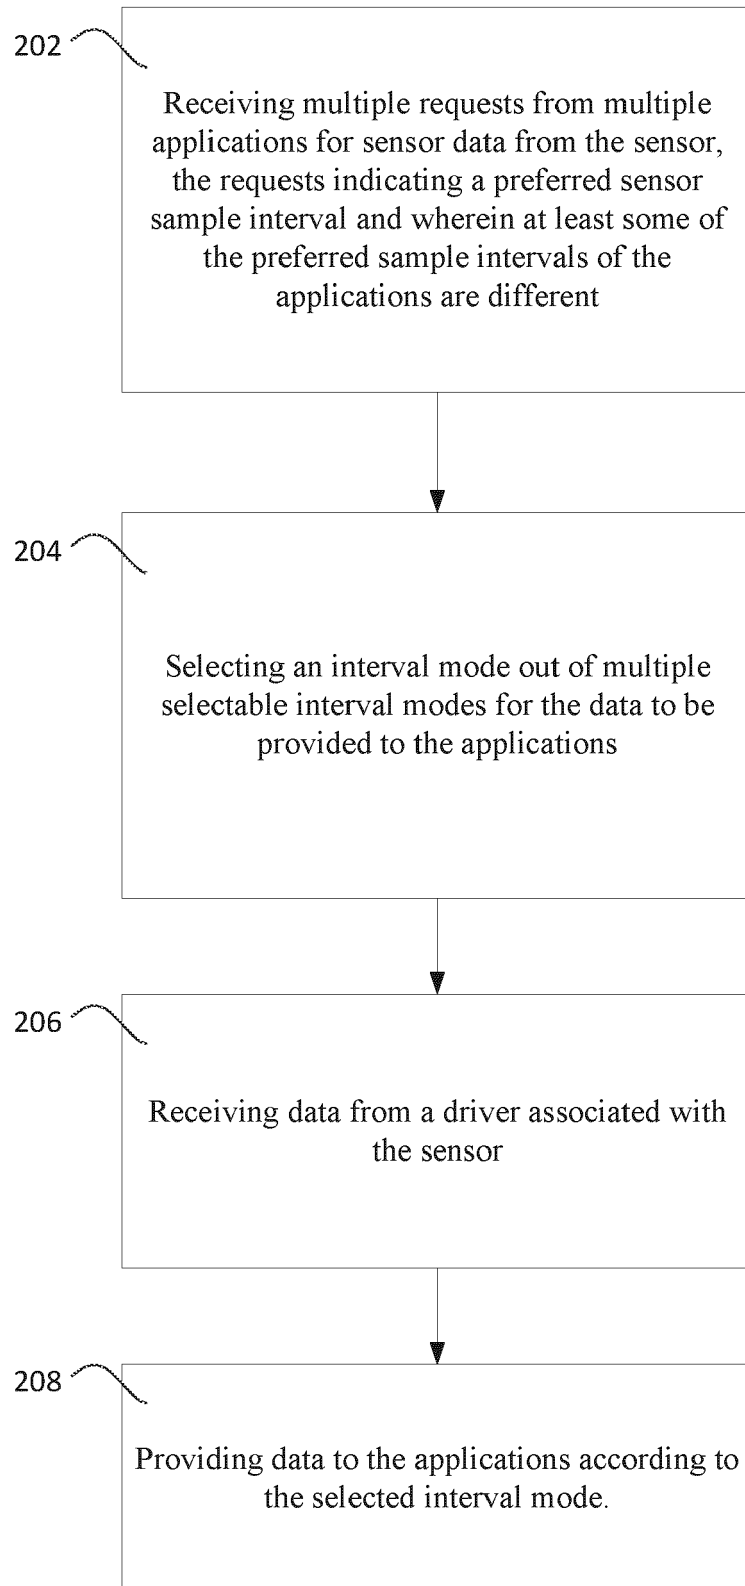 202
Receiving multiple requests from multiple
applications for sensor data from the sensor,
the requests indicating a preferred sensor
sample interval and wherein at least some of
the preferred sample intervals of the
applications are different
204
Selecting an interval mode out of multiple
selectable interval modes for the data to be
provided to the applications
206
Receiving data from a driver associated with
the sensor
208
Providing data to the applications according to
the selected interval mode.